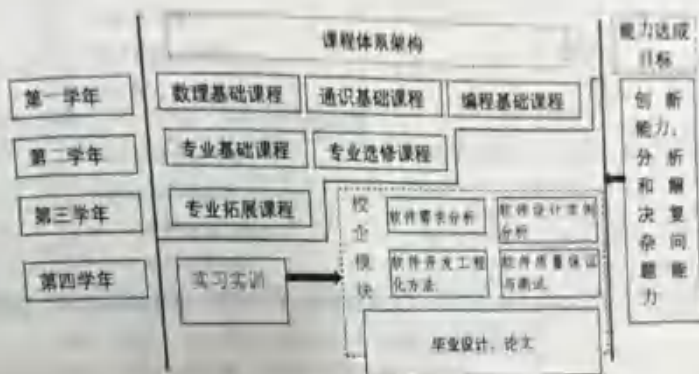 课程体系架构
能力达成
目标
第一学年
数理基础课程
通识基础课程
编程基础课程
第二学年
专业基础课程
专业选修课程
第三学年
专业拓展课程
第四学年
实习实训
校企模块
软件需求分析
软件设计实例
分析
软件开发工程
化方法
软件质量保证
与测试
毕业设计、论文
创新
能力,
分析
和解
决复
杂问
题能
力